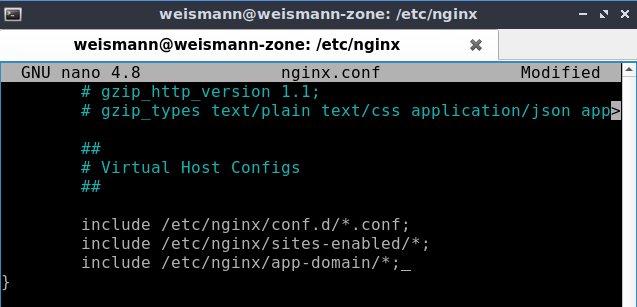 weismann@weismann-zone: /etc/nginx
weismann@weismann-zone: /etc/nginx
GNU nano 4.8 nginx.conf Modified
# gzip_http_version 1.1;
# gzip_types text/plain text/css application/json app>
##
# Virtual Host Configs
##
include /etc/nginx/conf.d/*.conf;
include /etc/nginx/sites-enabled/*;
include /etc/nginx/app-domain/*;_
}